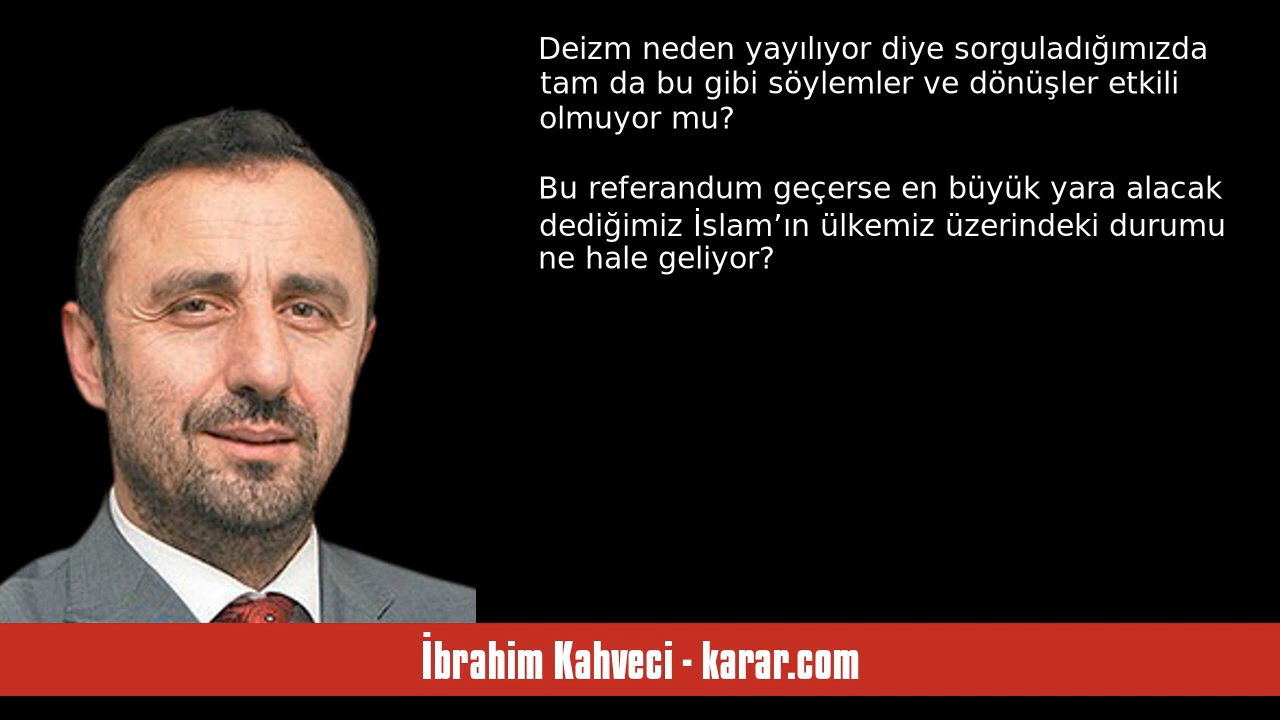 Deizm neden yayılıyor diye sorguladığımızda
tam da bu gibi söylemler ve dönüşler etkili
olmuyor mu?
Bu referandum geçerse en büyük yara alacak
dediğimiz İslam’ın ülkemiz üzerindeki durumu
ne hale geliyor?
İbrahim Kahveci - karar.com